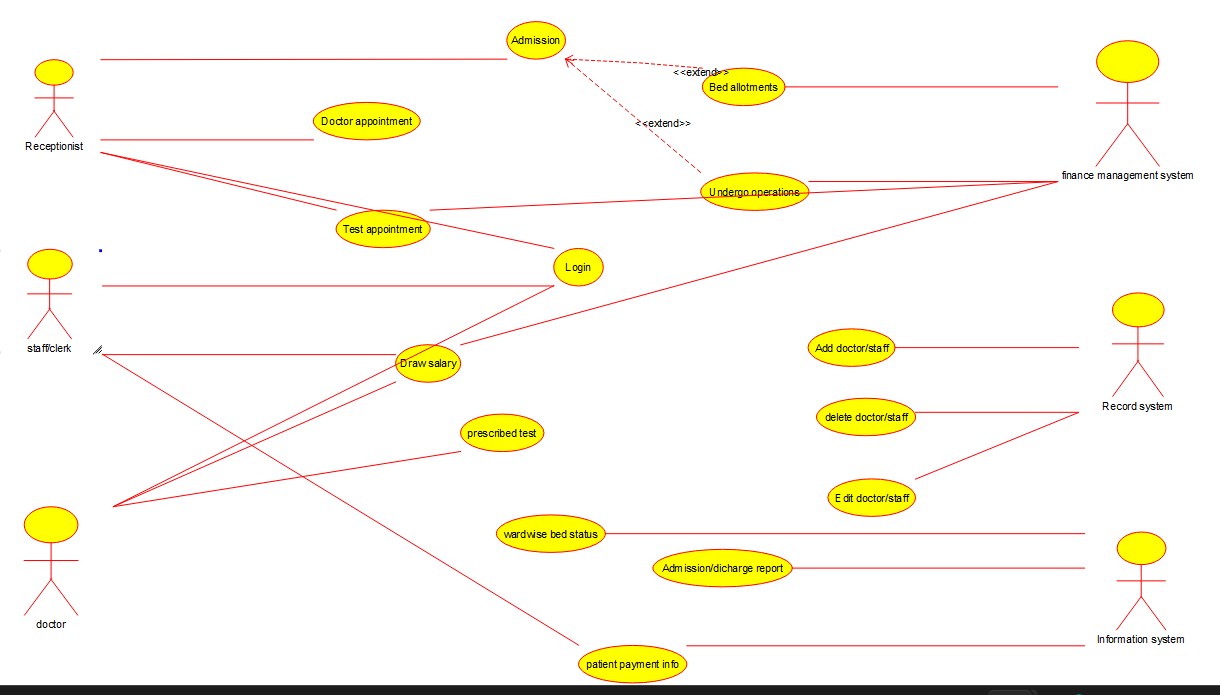 Admission
<<extend>>
Bed allotments
Doctor appointment
<<extend>>
Receptionist
finance management system
Undergo operations
Test appointment
Login
staff/clerk
Add doctor/staff
Draw salary
Record system
delete doctor/staff
prescribed test
Edit doctor/staff
wardwise bed status
Admission/dicharge report
doctor
Information system
patient payment info